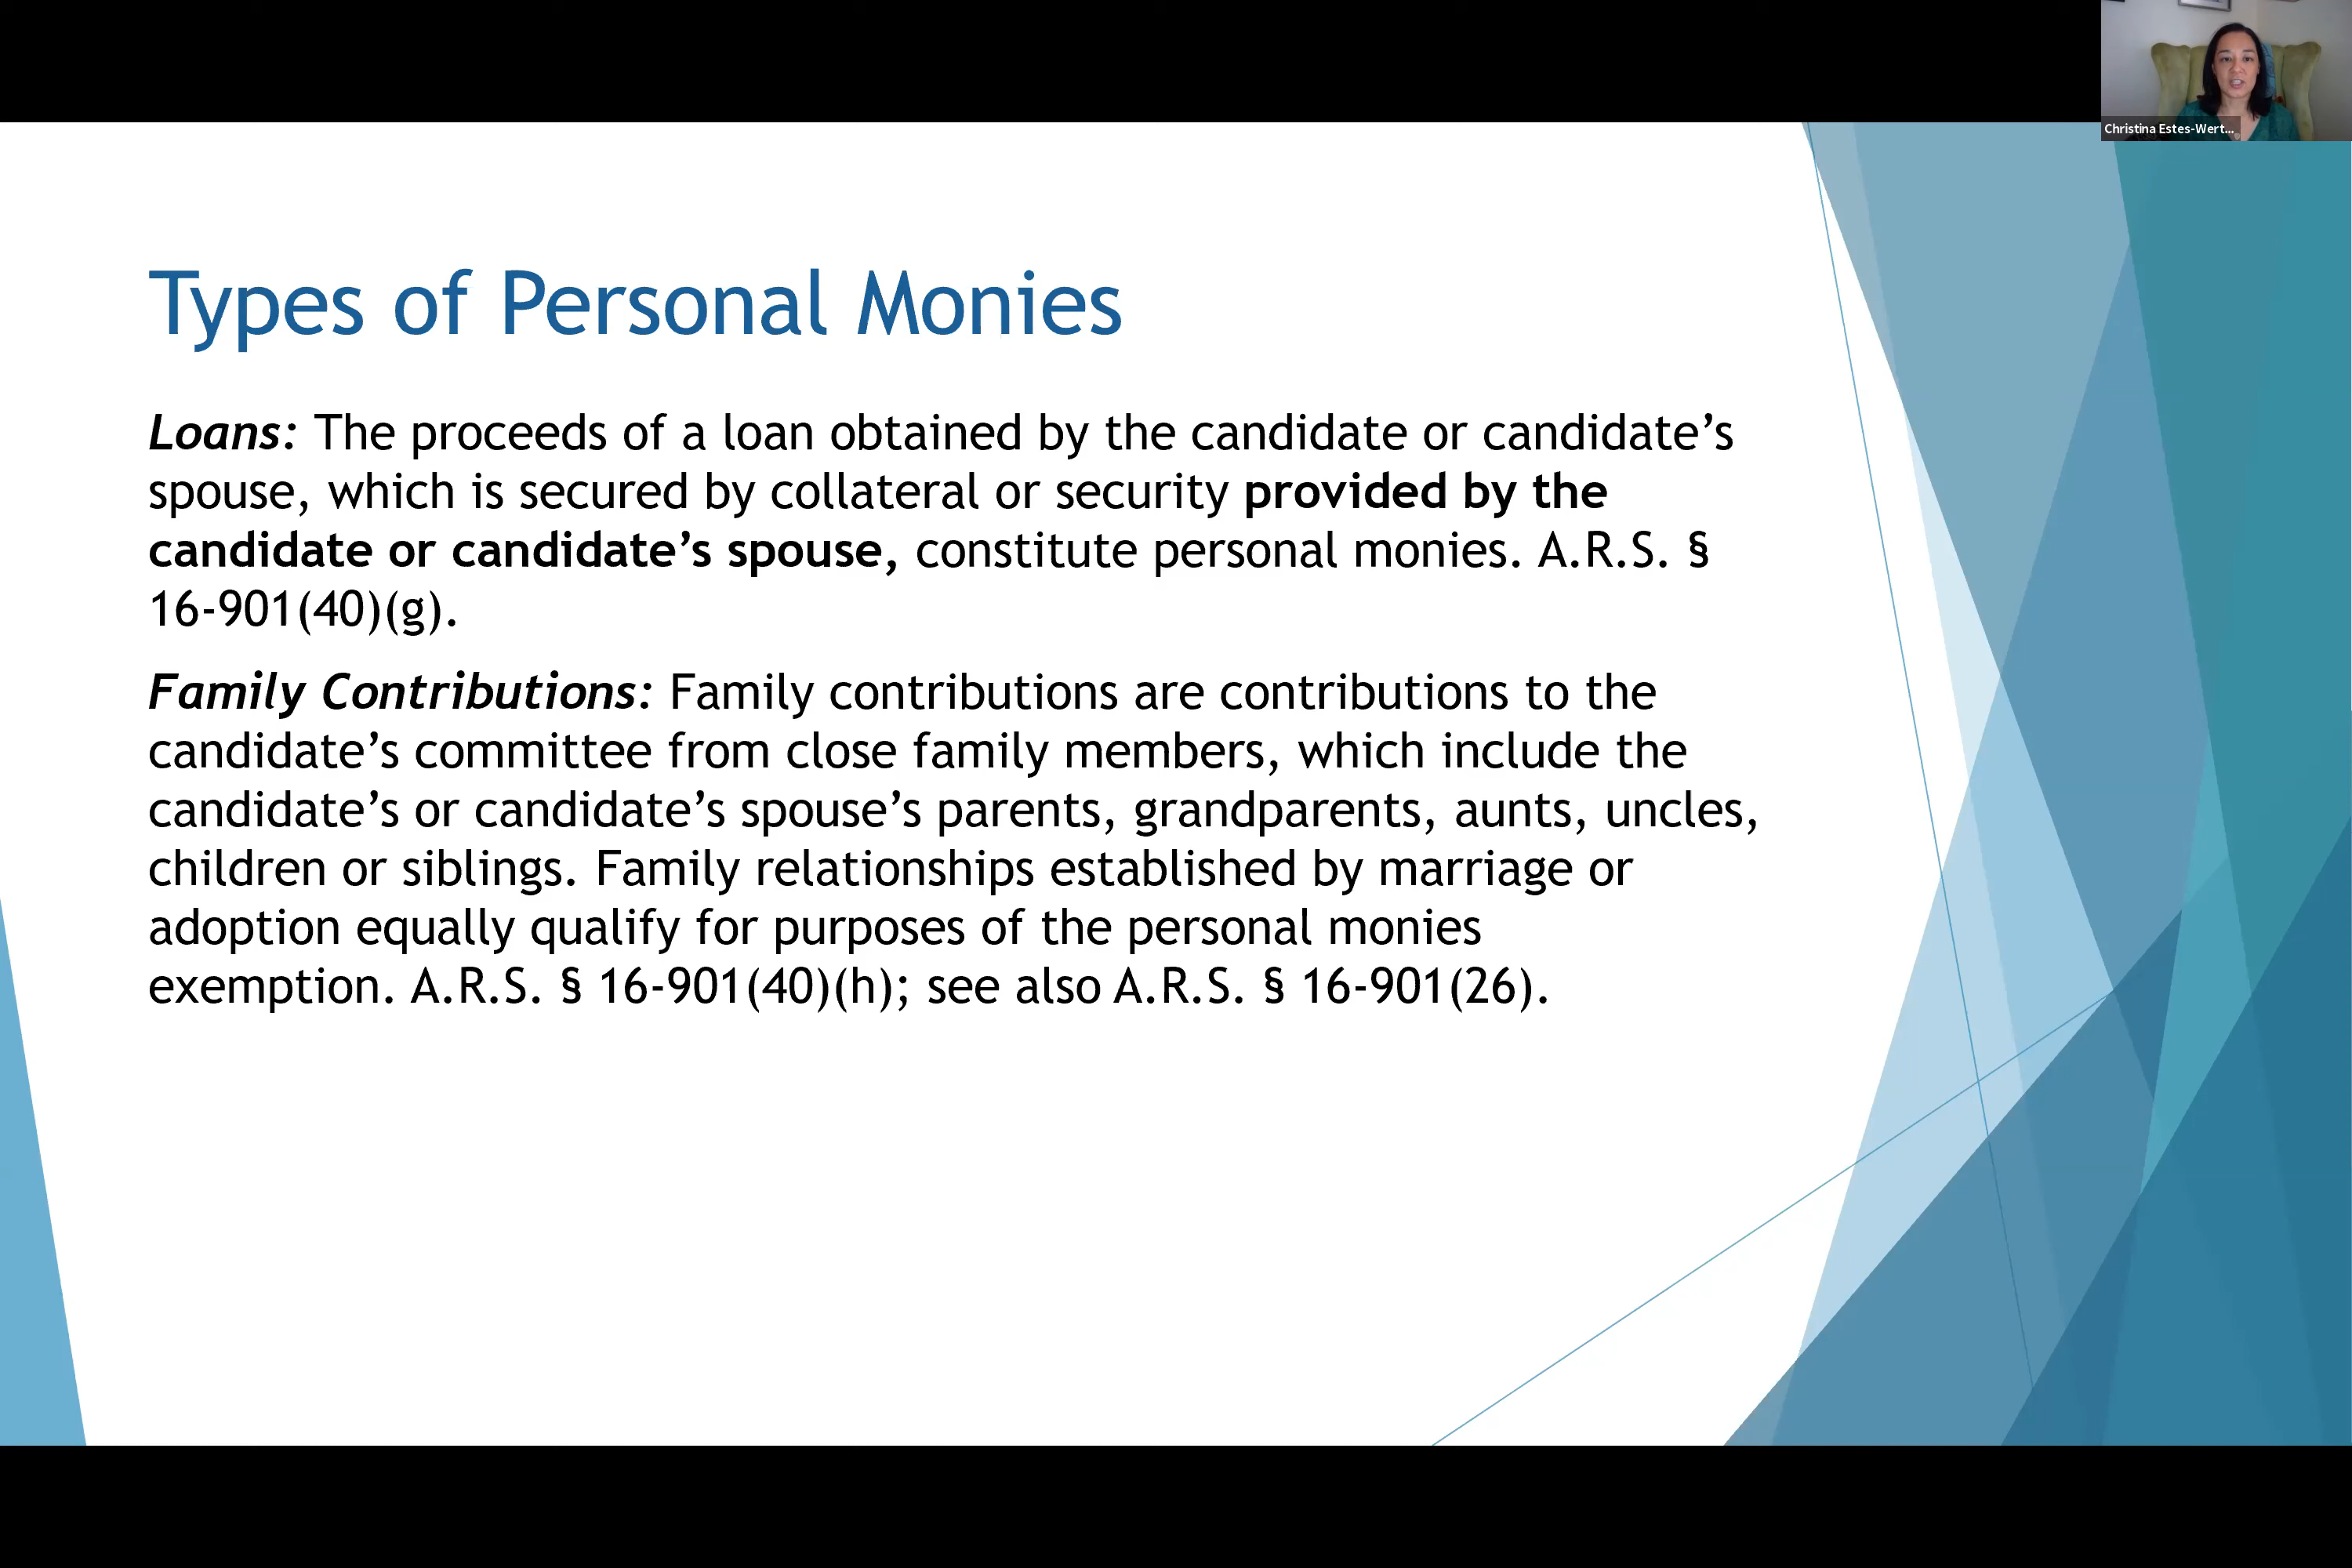 Christina Estes-Wert...
Types of Personal Monies
Loans: The proceeds of a loan obtained by the candidate or candidate’s
spouse, which is secured by collateral or security provided by the
candidate or candidate’s spouse, constitute personal monies. A.R.S. §
16-901(40)(g).
Family Contributions: Family contributions are contributions to the
candidate’s committee from close family members, which include the
candidate’s or candidate’s spouse’s parents, grandparents, aunts, uncles,
children or siblings. Family relationships established by marriage or
adoption equally qualify for purposes of the personal monies
exemption. A.R.S. § 16-901(40)(h); see also A.R.S. § 16-901(26).